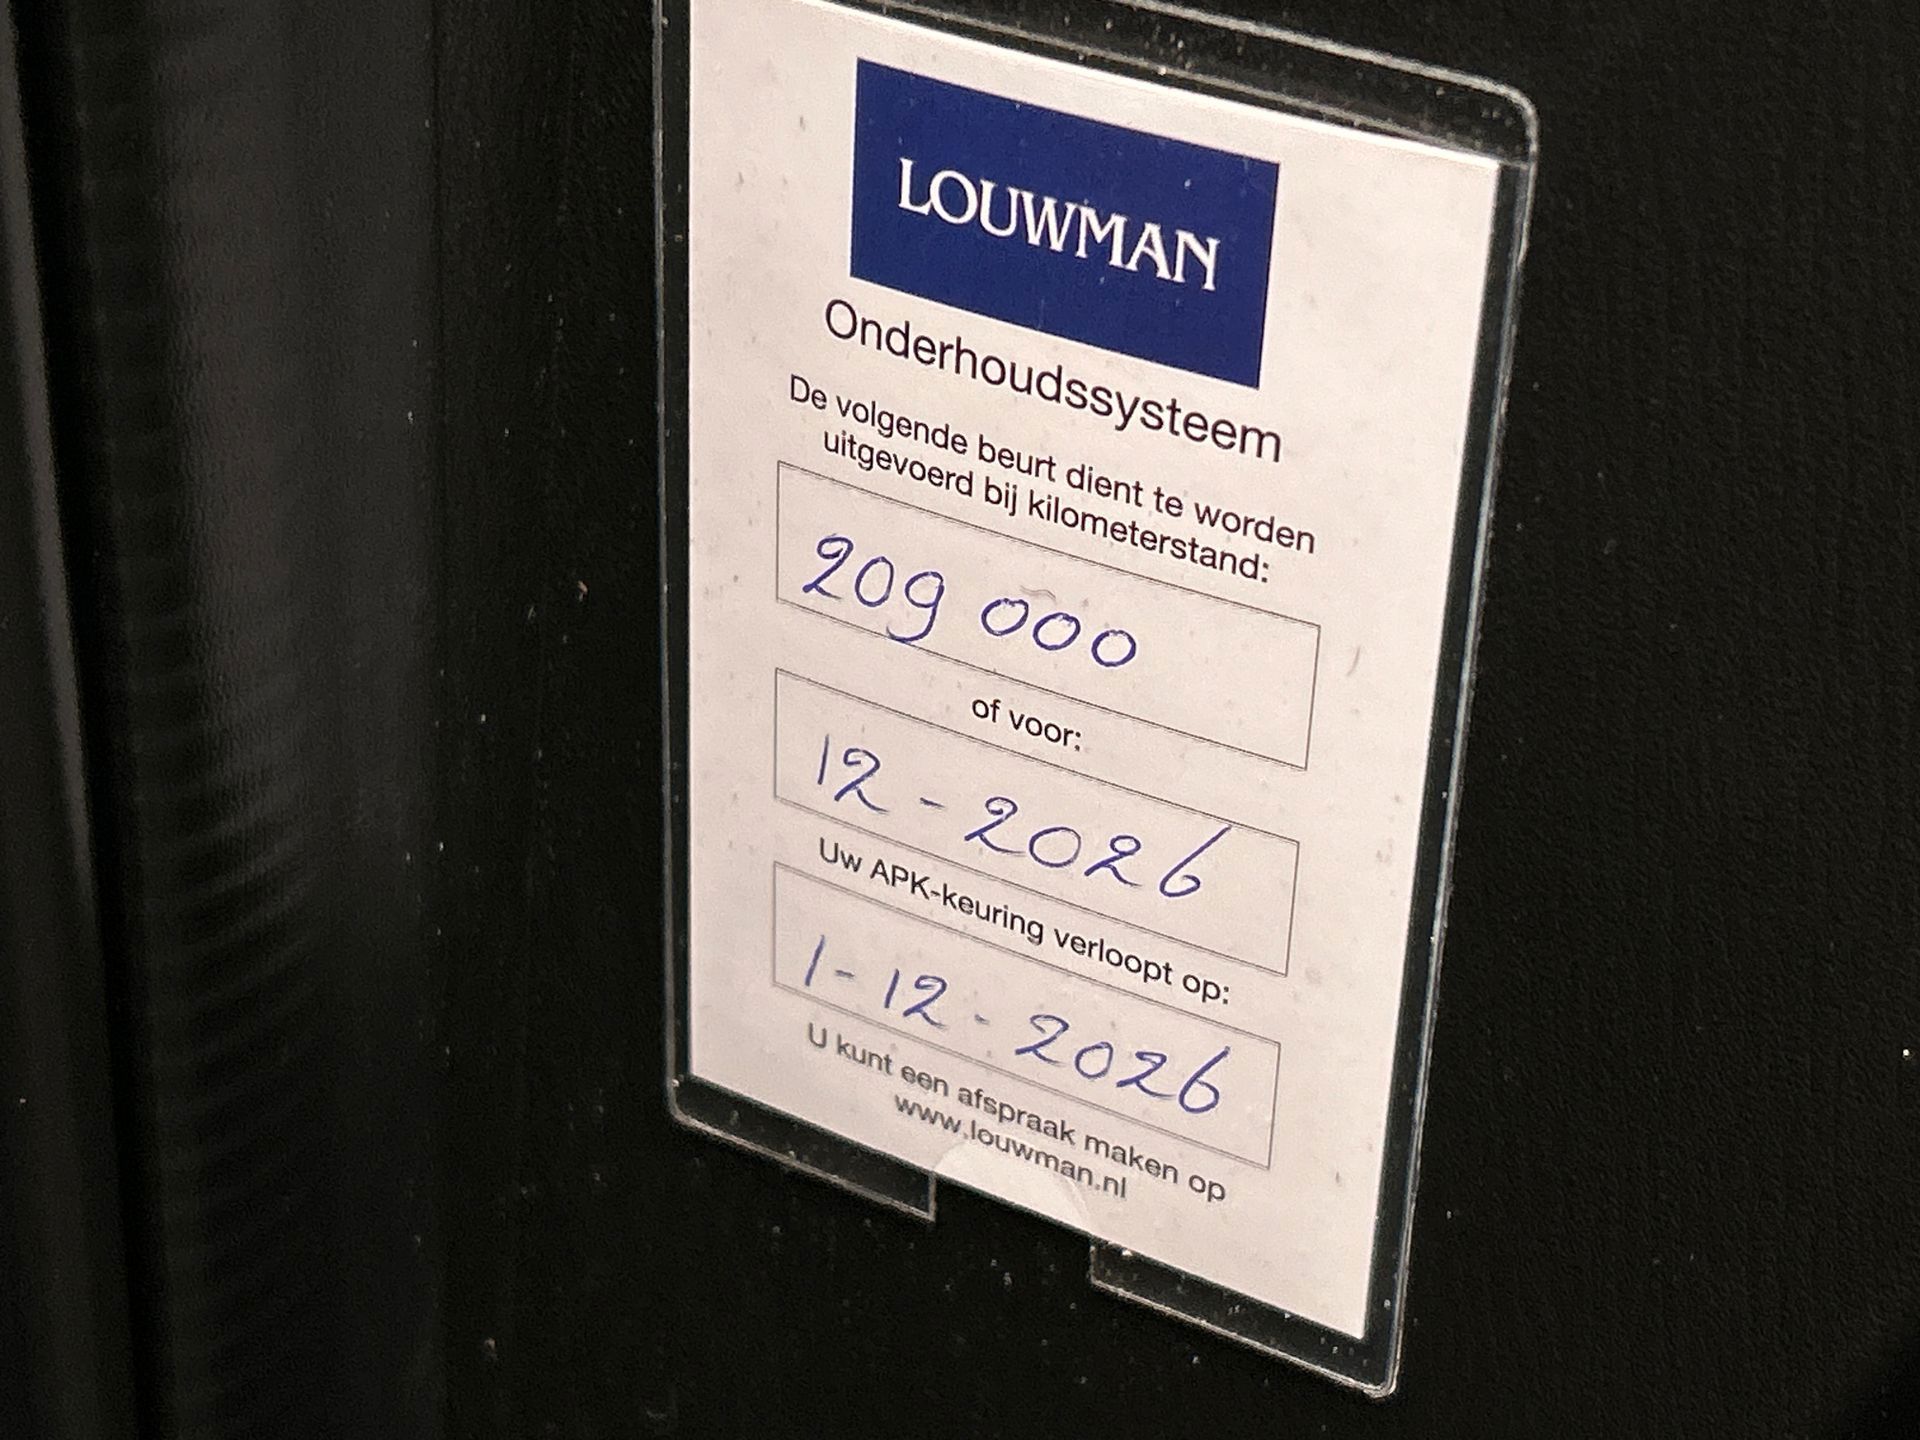 LOUWMAN
Onderhoudssysteem
De volgende beurt dient te worden
uitgevoerd bij kilometerstand:
209 000
of voor:
12 - 2026
Uw APK-keuring verloopt op:
1 - 12 - 2026
U kunt een afspraak maken op
www.louwman.nl